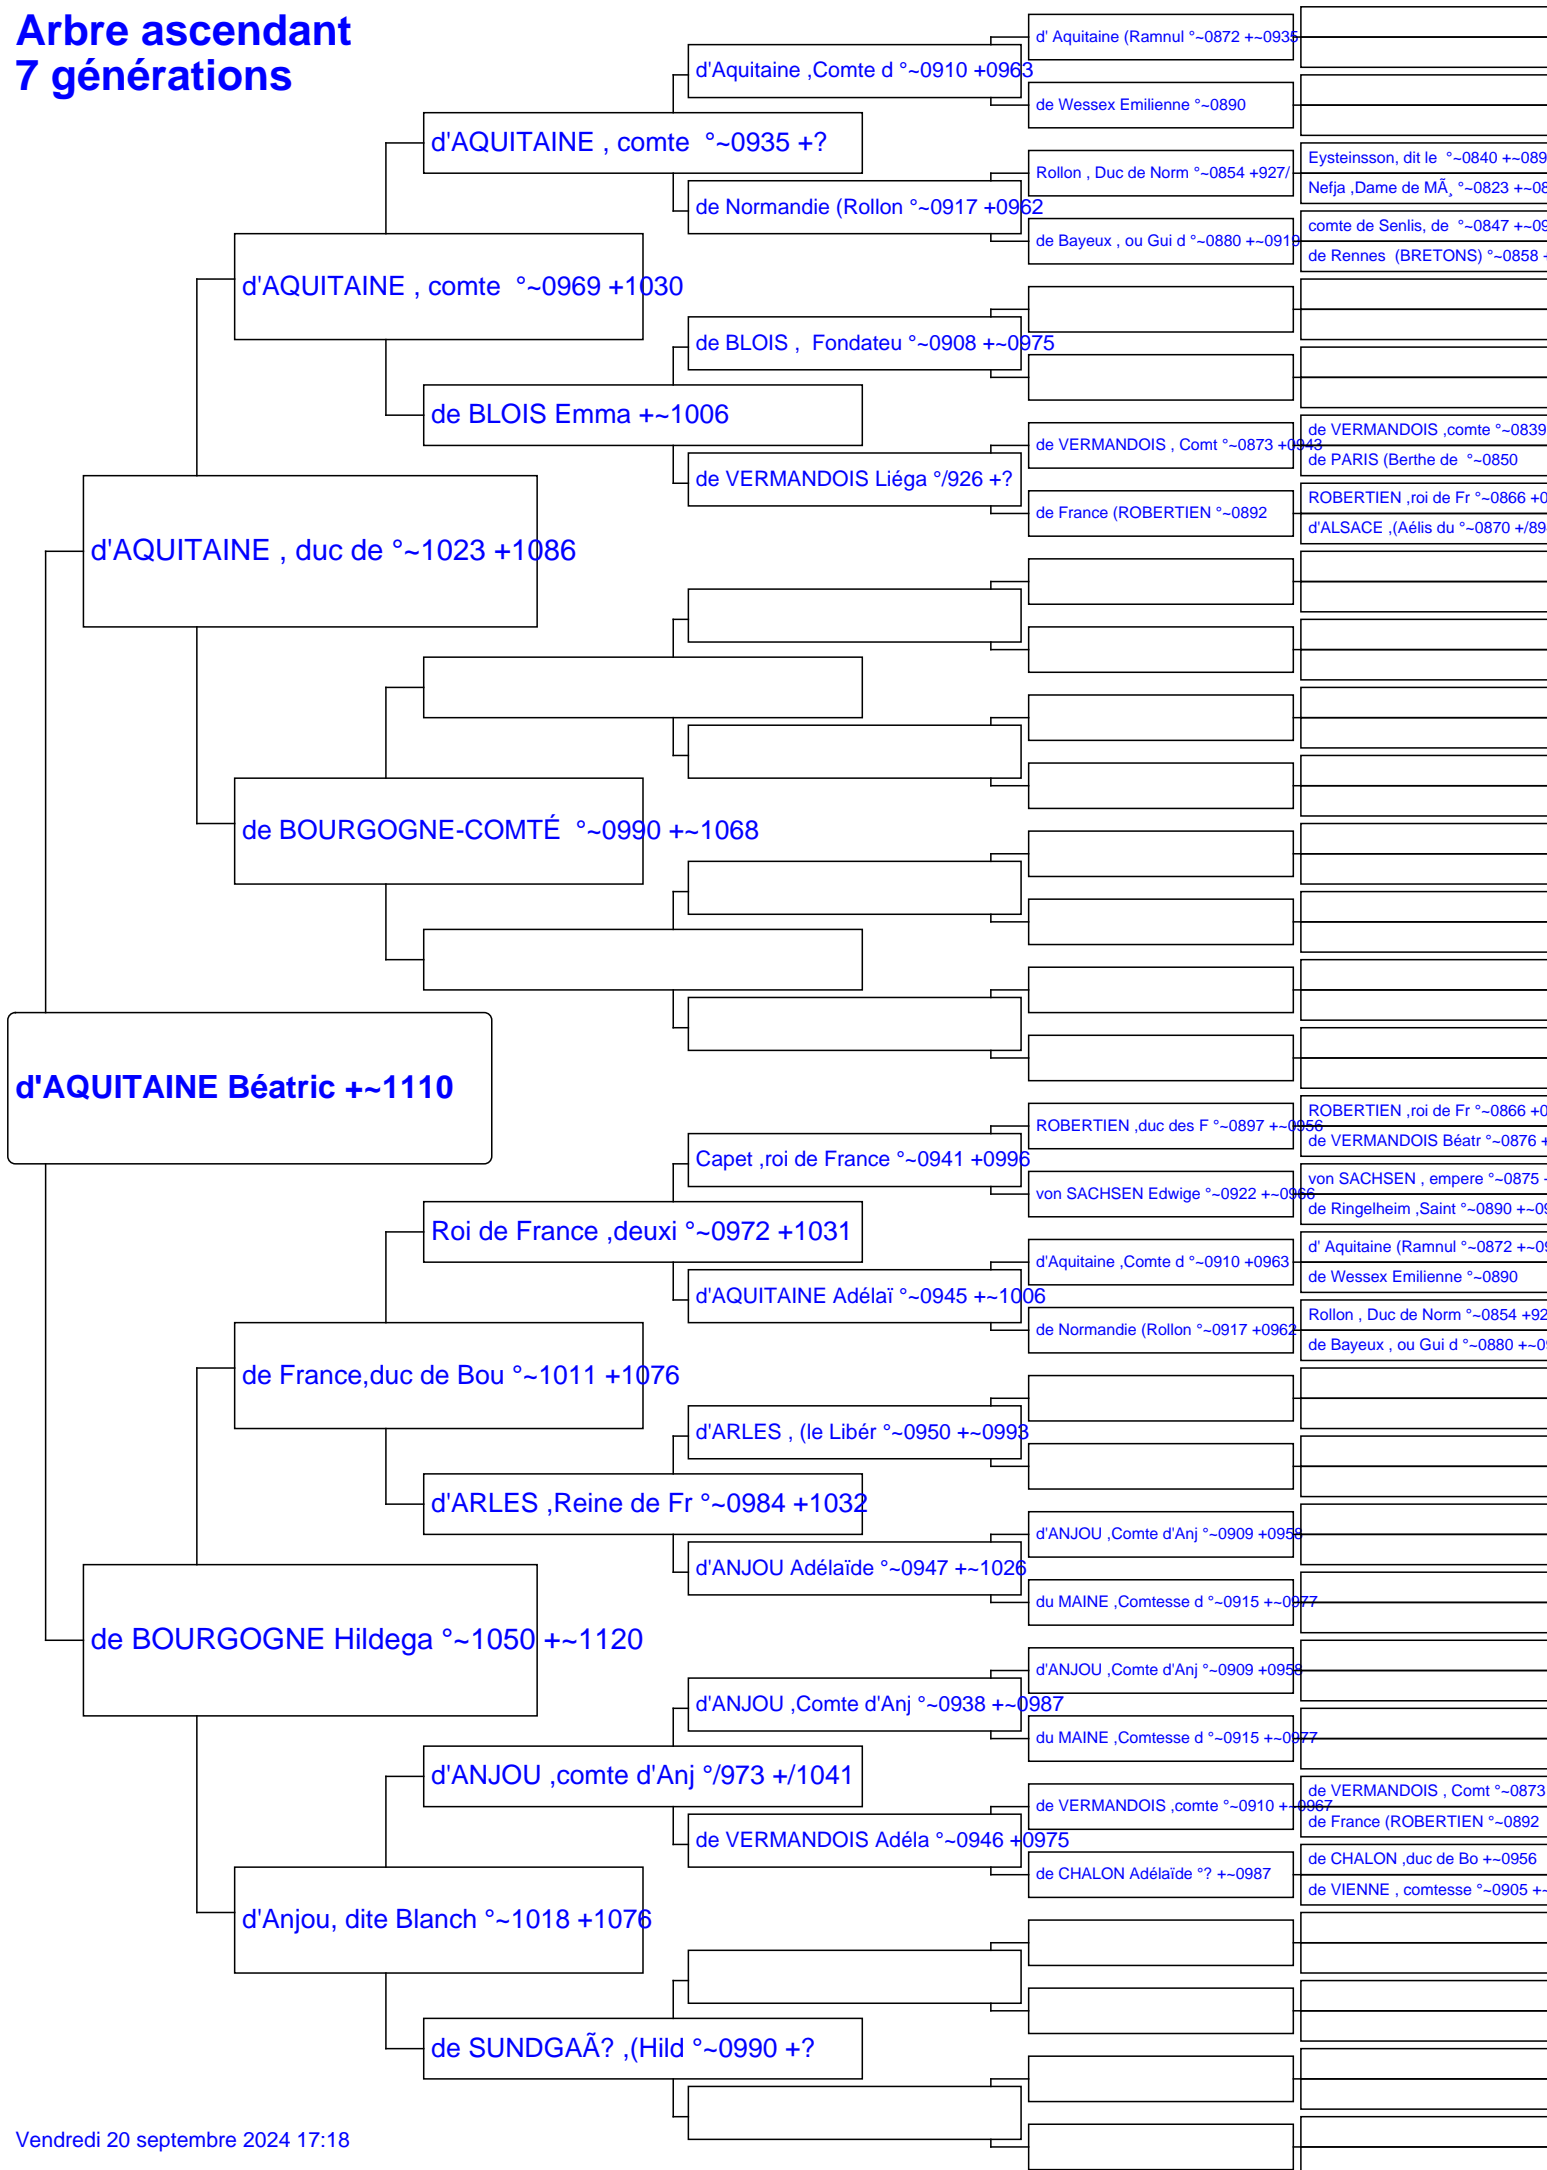 Arbre ascendant
7 générations
d'AQUITAINE Béatric +~1110
d'AQUITAINE , duc de °~1023 +1086
de BOURGOGNE Hildega °~1050 +~1120
d'AQUITAINE , comte °~0969 +1030
de BOURGOGNE-COMTÉ °~0990 +~1068
de France,duc de Bou °~1011 +1076
d'Anjou, dite Blanch °~1018 +1076
d'AQUITAINE , comte °~0935 +?
de BLOIS Emma +~1006
Roi de France ,deuxi °~0972 +1031
d'ARLES ,Reine de Fr °~0984 +1032
d'ANJOU ,comte d'Anj °/973 +/1041
de SUNDGAÃ? ,(Hild °~0990 +?
d'Aquitaine ,Comte d °~0910 +0963
de Normandie (Rollon °~0917 +0962
de BLOIS , Fondateu °~0908 +~0975
de VERMANDOIS Liéga °/926 +?
Capet ,roi de France °~0941 +0996
d'AQUITAINE Adélaï °~0945 +~1006
d'ARLES , (le Libér °~0950 +~0993
d'ANJOU Adélaïde °~0947 +~1026
d'ANJOU ,Comte d'Anj °~0938 +~0987
de VERMANDOIS Adéla °~0946 +0975
d' Aquitaine (Ramnul °~0872 +~0935
de Wessex Emilienne °~0890
Rollon , Duc de Norm °~0854 +927/
de Bayeux , ou Gui d °~0880 +~0919
de VERMANDOIS , Comt °~0873 +0943
de France (ROBERTIEN °~0892
ROBERTIEN ,duc des F °~0897 +~0956
von SACHSEN Edwige °~0922 +~0966
d'Aquitaine ,Comte d °~0910 +0963
de Normandie (Rollon °~0917 +0962
d'ANJOU ,Comte d'Anj °~0909 +0958
du MAINE ,Comtesse d °~0915 +~0977
d'ANJOU ,Comte d'Anj °~0909 +0958
du MAINE ,Comtesse d °~0915 +~0977
de VERMANDOIS ,comte °~0910 +~0967
de CHALON Adélaïde °? +~0987
Eysteinsson, dit le °~0840 +~089
Nefja ,Dame de MÃ¸ °~0823 +~08
comte de Senlis, de °~0847 +~09
de Rennes (BRETONS) °~0858 +
de VERMANDOIS ,comte °~0839
de PARIS (Berthe de °~0850
ROBERTIEN ,roi de Fr °~0866 +0
d'ALSACE ,(Aélis du °~0870 +/89
ROBERTIEN ,roi de Fr °~0866 +0
de VERMANDOIS Béatr °~0876 +
von SACHSEN , empere °~0875 +
de Ringelheim ,Saint °~0890 +~09
d' Aquitaine (Ramnul °~0872 +~09
de Wessex Emilienne °~0890
Rollon , Duc de Norm °~0854 +92
de Bayeux , ou Gui d °~0880 +~09
de VERMANDOIS , Comt °~0873
de France (ROBERTIEN °~0892
de CHALON ,duc de Bo +~0956
de VIENNE , comtesse °~0905 +~
Vendredi 20 septembre 2024 17:18